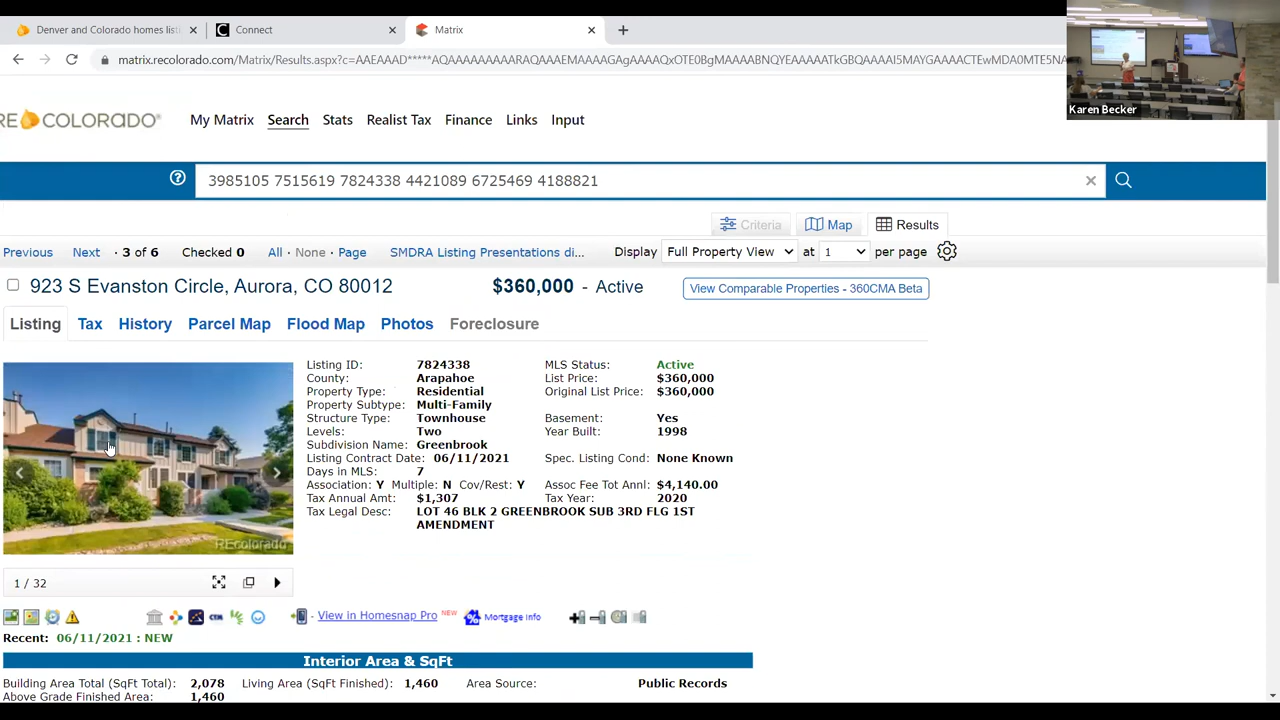 Denver and Colorado homes list
Connect
Matrix
matrix.recolorado.com/Matrix/Results.aspx?c=AAEAAAD*****AQAAAAAAAAARAQAAAEMAAAAGAgAAAAQxOTE0BgMAAAABNQYEAAAAATkGBQAAAAI5MAYGAAAACTEwMDA0MTE5NA
Karen Becker
RECOLORADO
My Matrix
Search
Stats
Realist Tax
Finance
Links
Input
3985105 7515619 7824338 4421089 6725469 4188821
Criteria
Map
Results
Previous Next · 3 of 6 Checked 0 All · None · Page SMDRA Listing Presentations di... Display Full Property View at 1 per page
923 S Evanston Circle, Aurora, CO 80012 $360,000 - Active View Comparable Properties - 360CMA Beta
Listing Tax History Parcel Map Flood Map Photos Foreclosure
Listing ID: 7824338 MLS Status: Active
County: Arapahoe List Price: $360,000
Property Type: Residential Original List Price: $360,000
Property Subtype: Multi-Family
Structure Type: Townhouse Basement: Yes
Levels: Two Year Built: 1998
Subdivision Name: Greenbrook
Listing Contract Date: 06/11/2021 Spec. Listing Cond: None Known
Days in MLS: 7
Association: Y Multiple: N Cov/Rest: Y Assoc Fee Tot Annl: $4,140.00
Tax Annual Amt: $1,307 Tax Year: 2020
Tax Legal Desc: LOT 46 BLK 2 GREENBROOK SUB 3RD FLG 1ST
AMENDMENT
REcolorado
1 / 32
CTM
View in Homesnap Pro NEW Mortgage Info
Recent: 06/11/2021 : NEW
Interior Area & SqFt
Building Area Total (SqFt Total): 2,078 Living Area (SqFt Finished): 1,460 Area Source: Public Records
Above Grade Finished Area: 1,460